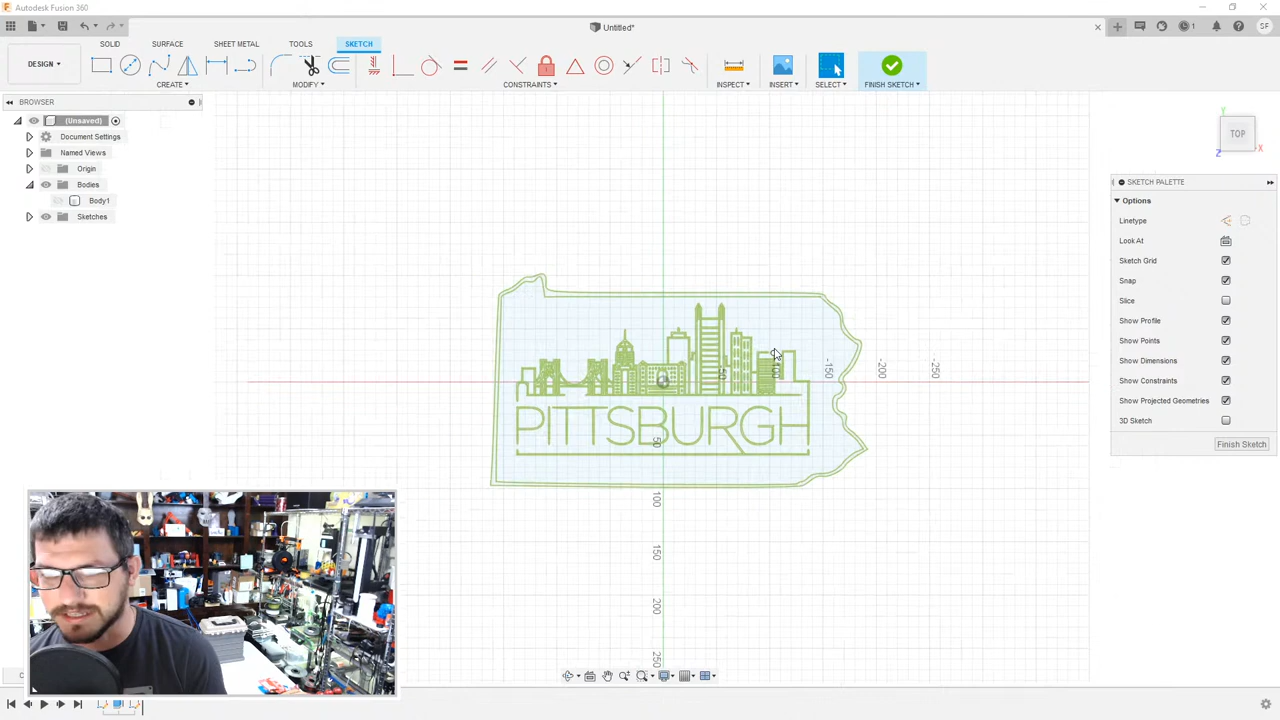 Autodesk Fusion 360
Untitled*
SF
DESIGN
SOLID
SURFACE
SHEET METAL
TOOLS
SKETCH
CREATE
MODIFY
CONSTRAINTS
INSPECT
INSERT
SELECT
FINISH SKETCH
BROWSER
(Unsaved)
Document Settings
Named Views
Origin
Bodies
Body1
Sketches
TOP
Y
X
Z
SKETCH PALETTE
Options
Linetype
Look At
Sketch Grid
Snap
Slice
Show Profile
Show Points
Show Dimensions
Show Constraints
Show Projected Geometries
3D Sketch
Finish Sketch
-150
-200
-250
PITTSBURGH
50
100
150
200
250